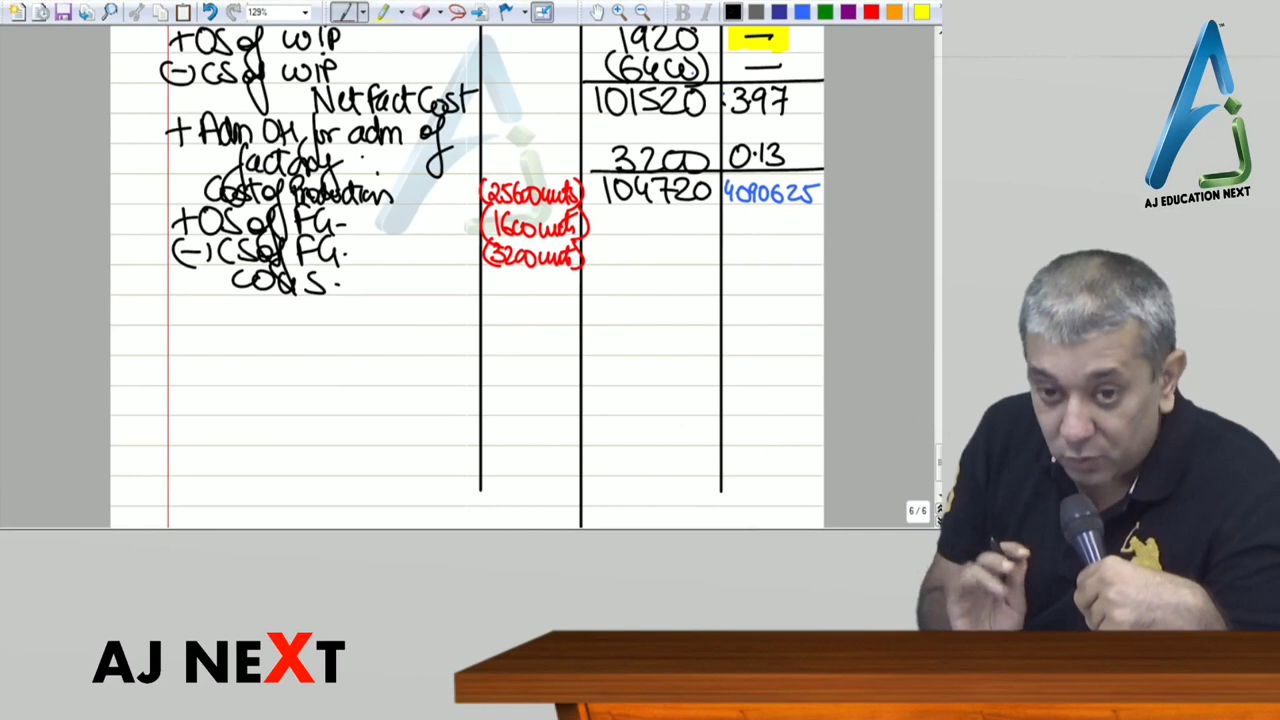 129%
+OS of WIP 1920 —
(-) CS of WIP (6400) —
Net Fact Cost 101520 3.97
+ Adm OH for adm of
factory. 3200 0.13
Cost of Production (25600 units) 104720 4.090625
+OS of FG- (1600 units)
(-) CS of FG. (3200 units)
COGS.
6 / 6
AJ EDUCATION NEXT
AJ NEXT